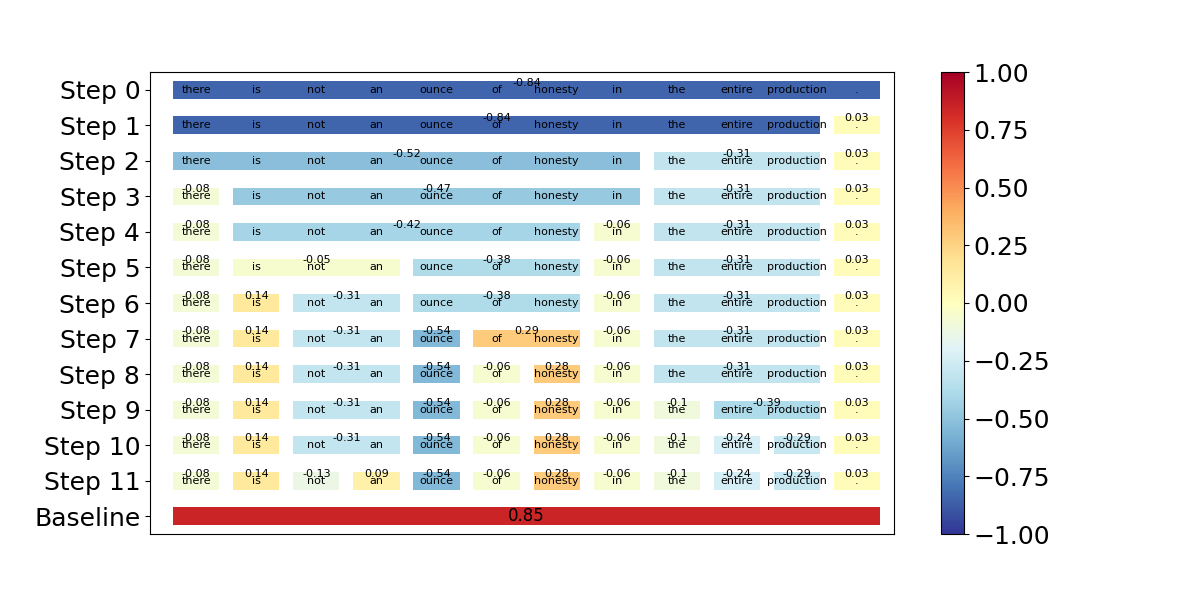 -0.84
Step 0 there is not an ounce of honesty in the entire production . 1.00
-0.84 0.03
Step 1 there is not an ounce of honesty in the entire production . 0.75
-0.52 -0.31 0.03
Step 2 there is not an ounce of honesty in the entire production .
-0.08 -0.47 -0.31 0.03
Step 3 there is not an ounce of honesty in the entire production . 0.50
-0.08 -0.42 -0.06 -0.31 0.03
Step 4 there is not an ounce of honesty in the entire production . 0.25
-0.08 -0.05 -0.38 -0.06 -0.31 0.03
Step 5 there is not an ounce of honesty in the entire production .
-0.08 0.14 -0.31 -0.38 -0.06 -0.31 0.03
Step 6 there is not an ounce of honesty in the entire production . 0.00
-0.08 0.14 -0.31 -0.54 0.29 -0.06 -0.31 0.03
Step 7 there is not an ounce of honesty in the entire production .
-0.08 0.14 -0.31 -0.54 -0.06 0.28 -0.06 -0.31 0.03
Step 8 there is not an ounce of honesty in the entire production . −0.25
-0.08 0.14 -0.31 -0.54 -0.06 0.28 -0.06 -0.1 -0.39 0.03
Step 9 there is not an ounce of honesty in the entire production . −0.50
-0.08 0.14 -0.31 -0.54 -0.06 0.28 -0.06 -0.1 -0.24 -0.29 0.03
Step 10 there is not an ounce of honesty in the entire production .
-0.08 0.14 -0.13 0.09 -0.54 -0.06 0.28 -0.06 -0.1 -0.24 -0.29 0.03
Step 11 there is not an ounce of honesty in the entire production . −0.75
Baseline 0.85 −1.00